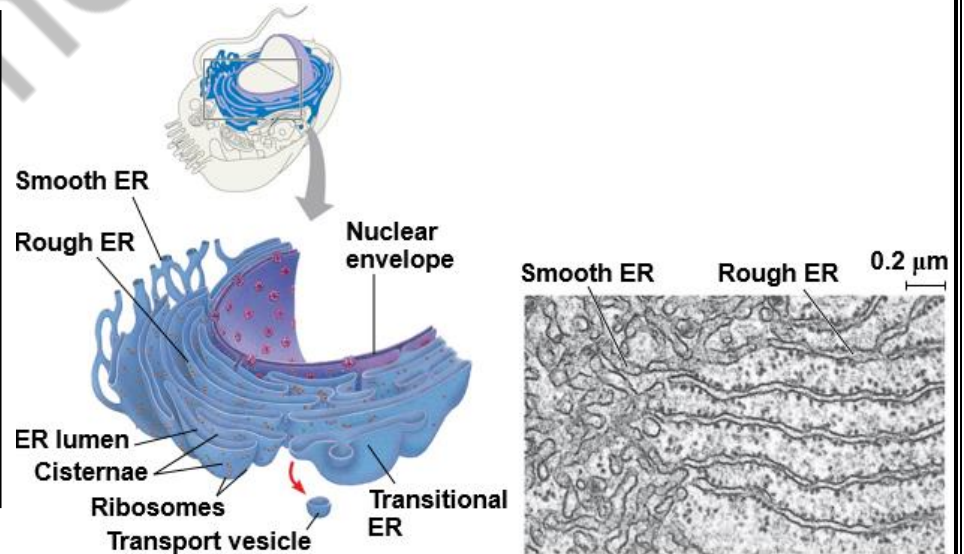 Smooth ER
Rough ER
Nuclear
envelope
ER lumen
Cisternae
Ribosomes
Transport vesicle
Transitional
ER
Smooth ER
Rough ER
0.2 μm